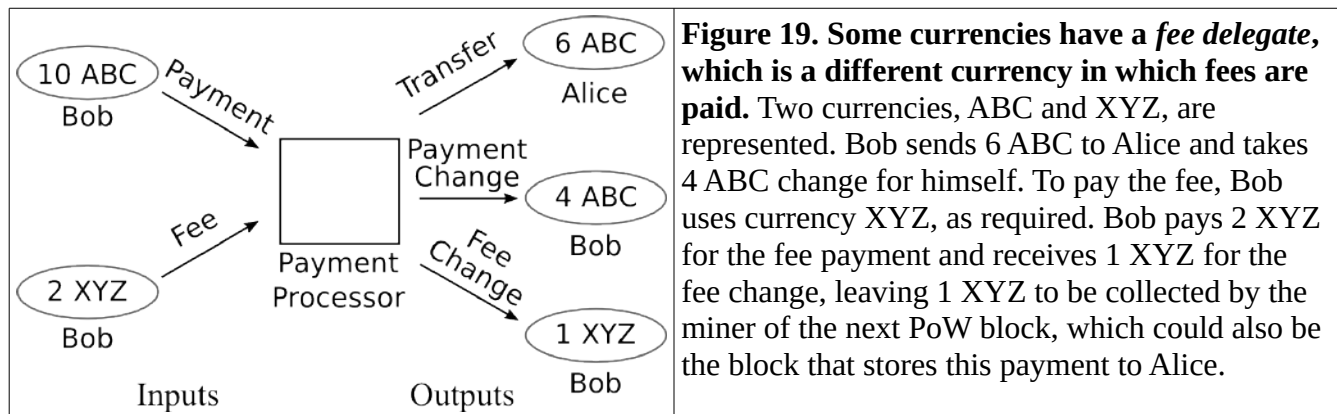 10 ABC
Bob
Payment
2 XYZ
Bob
Fee
Payment
Processor
Transfer
6 ABC
Alice
Payment
Change
4 ABC
Bob
Fee
Change
1 XYZ
Bob
Inputs
Outputs
Figure 19. Some currencies have a fee delegate,
which is a different currency in which fees are
paid. Two currencies, ABC and XYZ, are
represented. Bob sends 6 ABC to Alice and takes
4 ABC change for himself. To pay the fee, Bob
uses currency XYZ, as required. Bob pays 2 XYZ
for the fee payment and receives 1 XYZ for the
fee change, leaving 1 XYZ to be collected by the
miner of the next PoW block, which could also be
the block that stores this payment to Alice.